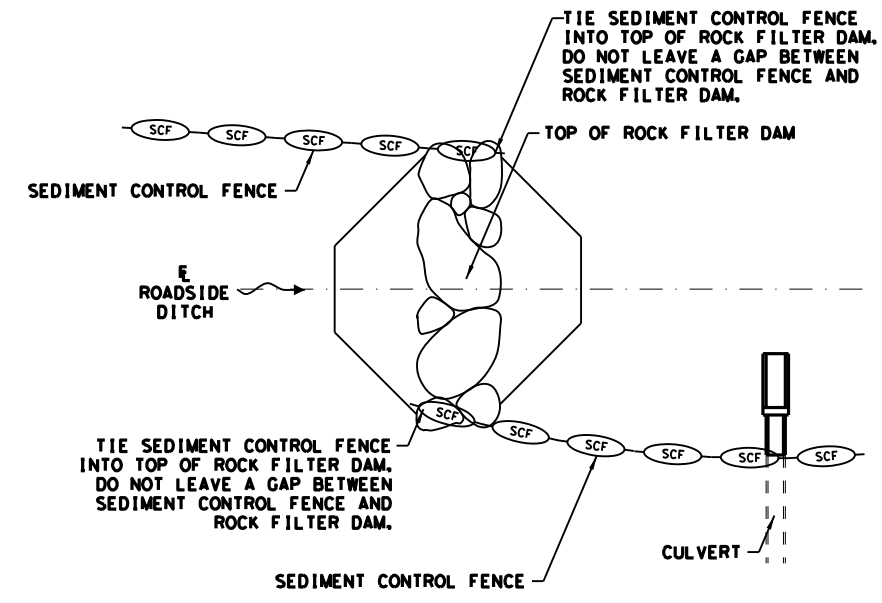 TIE SEDIMENT CONTROL FENCE
INTO TOP OF ROCK FILTER DAM.
DO NOT LEAVE A GAP BETWEEN
SEDIMENT CONTROL FENCE AND
ROCK FILTER DAM.
TOP OF ROCK FILTER DAM
SCF
SCF
SCF
SCF
SCF
SEDIMENT CONTROL FENCE
FL
ROADSIDE
DITCH
SCF
SCF
SCF
SCF
SCF
SCF
TIE SEDIMENT CONTROL FENCE
INTO TOP OF ROCK FILTER DAM.
DO NOT LEAVE A GAP BETWEEN
SEDIMENT CONTROL FENCE AND
ROCK FILTER DAM.
CULVERT
SEDIMENT CONTROL FENCE